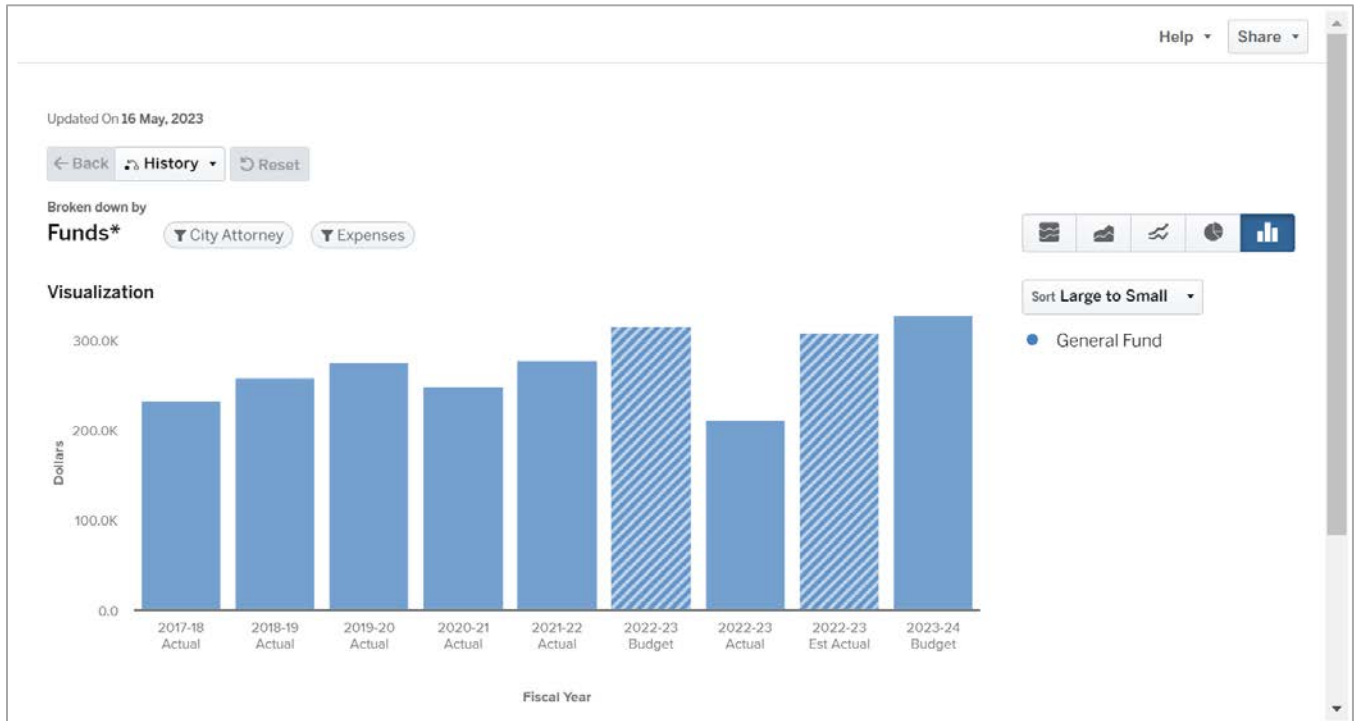 Help
Share
Updated On 16 May, 2023
← Back
History
Reset
Broken down by
Funds*
City Attorney
Expenses
Visualization
Sort Large to Small
General Fund
300.0K
200.0K
100.0K
0.0
Dollars
2017-18
Actual
2018-19
Actual
2019-20
Actual
2020-21
Actual
2021-22
Actual
2022-23
Budget
2022-23
Actual
2022-23
Est Actual
2023-24
Budget
Fiscal Year